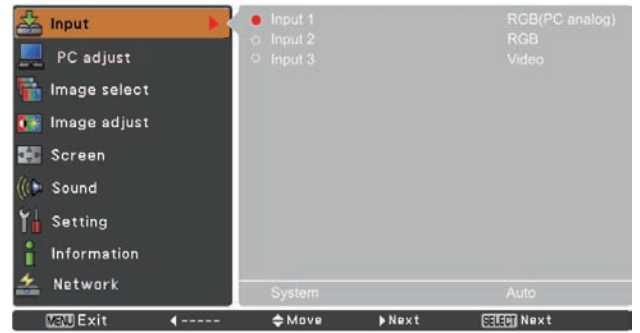 Input
PC adjust
Image select
Image adjust
Screen
Sound
Setting
Information
Network
Input 1 RGB(PC analog)
Input 2 RGB
Input 3 Video
System Auto
MENU Exit ◀----- Move Next SELECT Next